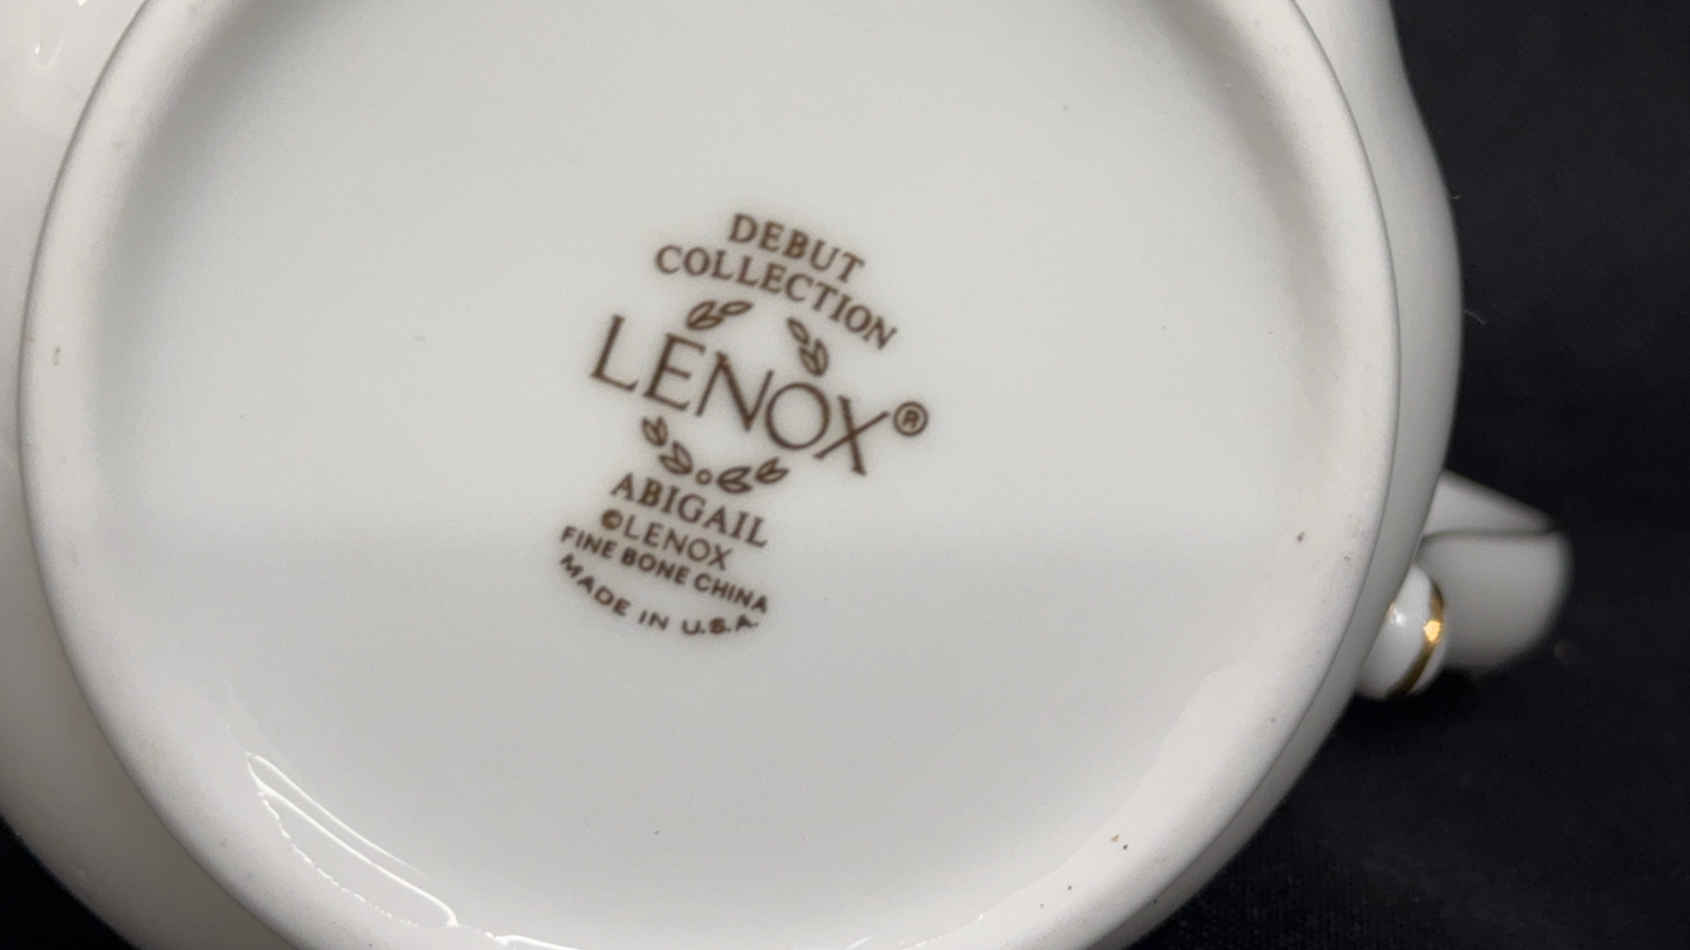 DEBUT
COLLECTION
LENOX®
ABIGAIL
©LENOX
FINE BONE CHINA
MADE IN U.S.A.